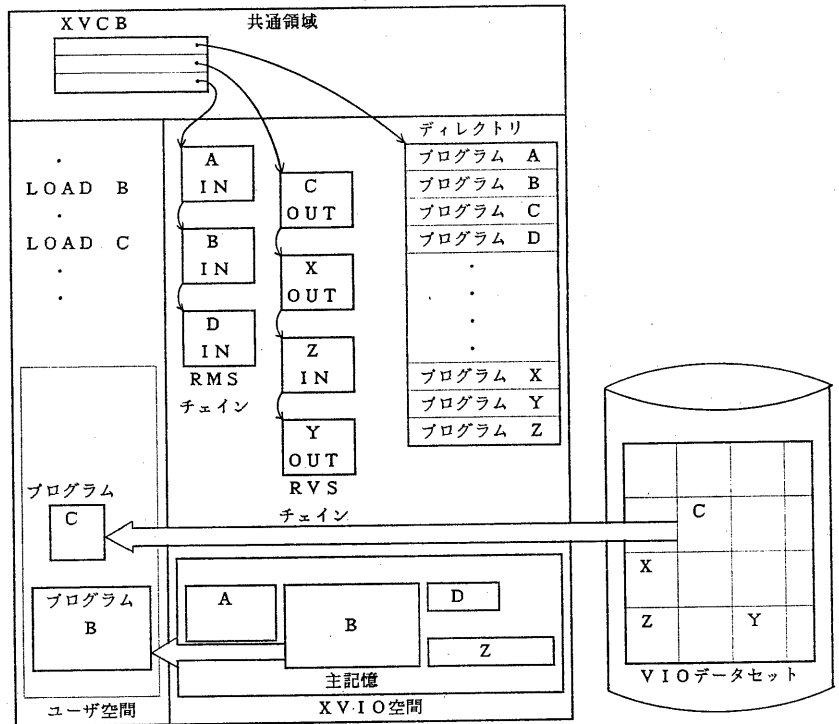 XVCB
共通領域
・
LOAD B
・
LOAD C
・
・
A
IN
B
IN
D
IN
RMS
チェイン
C
OUT
X
OUT
Z
IN
Y
OUT
RVS
チェイン
ディレクトリ
プログラム A
プログラム B
プログラム C
プログラム D
・
・
・
・
プログラム X
プログラム Y
プログラム Z
プログラム
C
プログラム
B
ユーザ空間
A
B
D
Z
主記憶
XVIO空間
C
X
Z
Y
VIOデータセット